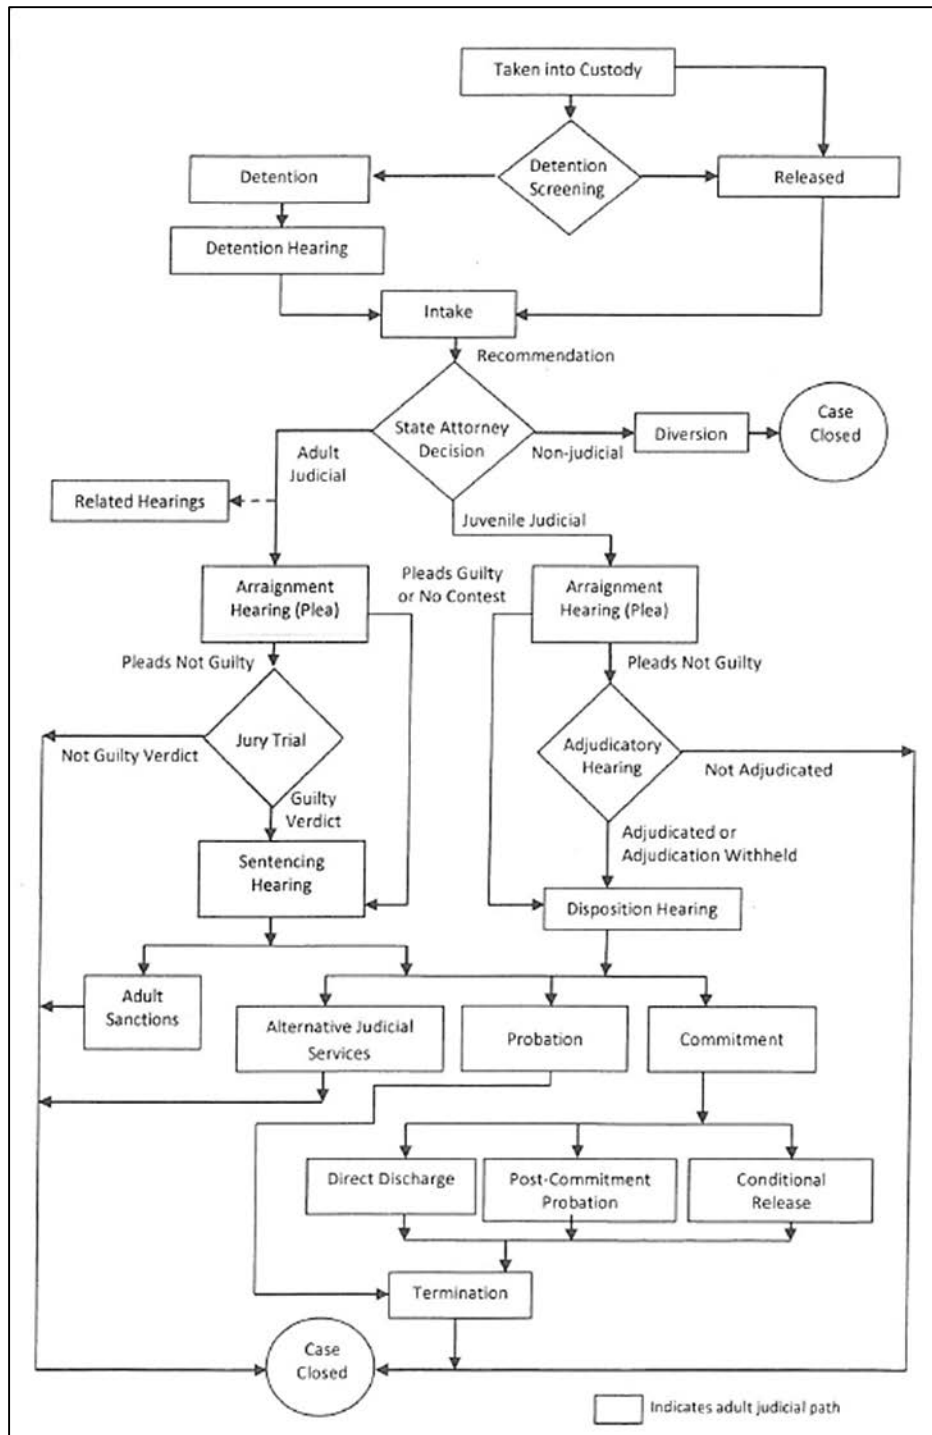 Taken into Custody
Detention
Screening
Detention
Released
Detention Hearing
Intake
Recommendation
State Attorney
Decision
Adult
Judicial
Non-judicial
Diversion
Case
Closed
Related Hearings
Juvenile Judicial
Arraignment
Hearing (Plea)
Pleads Guilty
or No Contest
Arraignment
Hearing (Plea)
Pleads Not Guilty
Pleads Not Guilty
Jury Trial
Not Guilty Verdict
Adjudicatory
Hearing
Not Adjudicated
Guilty
Verdict
Adjudicated or
Adjudication Withheld
Sentencing
Hearing
Disposition Hearing
Adult
Sanctions
Alternative Judicial
Services
Probation
Commitment
Direct Discharge
Post-Commitment
Probation
Conditional
Release
Termination
Case
Closed
Indicates adult judicial path